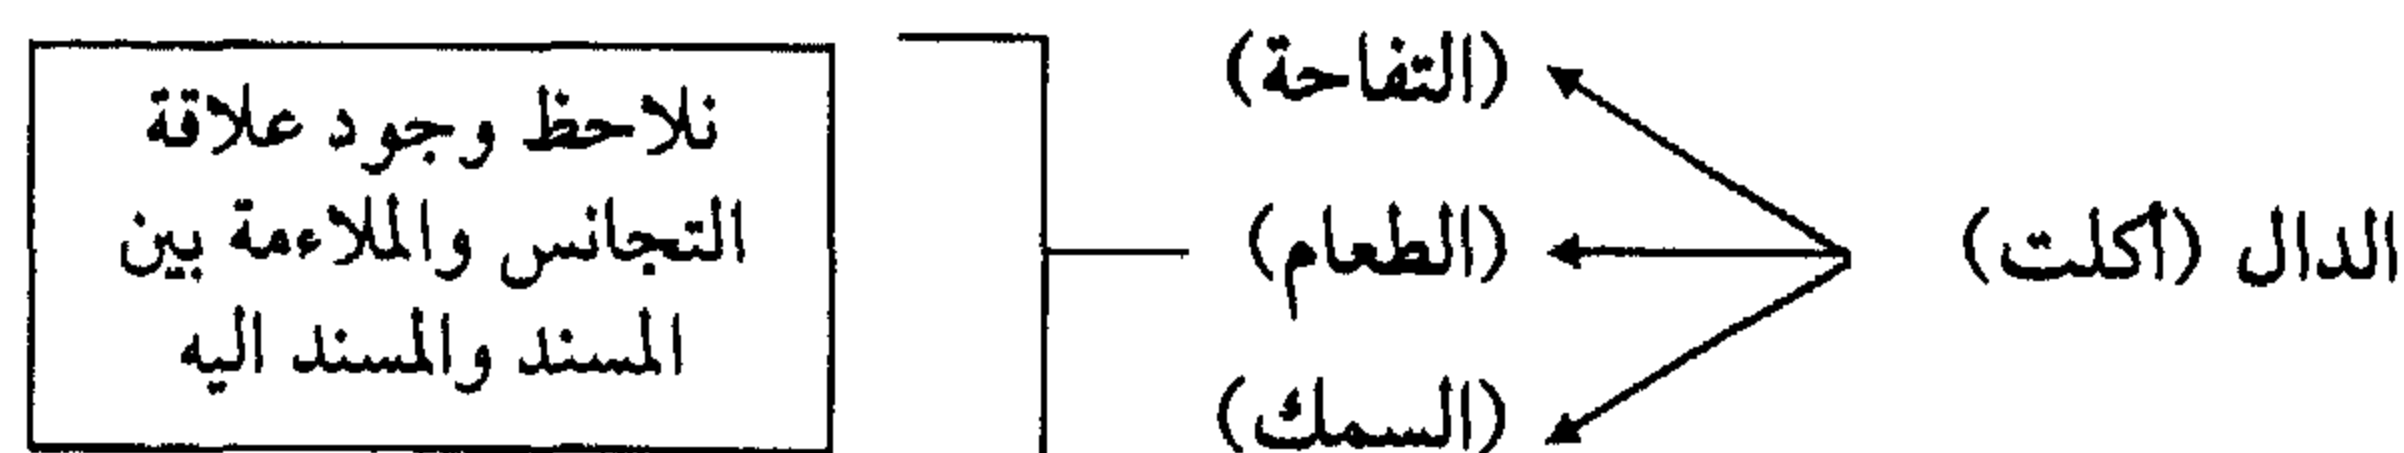 الدال (أكلت)
(التفاحة)
(الطعام)
(السمك)
نلاحظ وجود علاقة
التجانس والملاءمة بين
المسند والمسند اليه